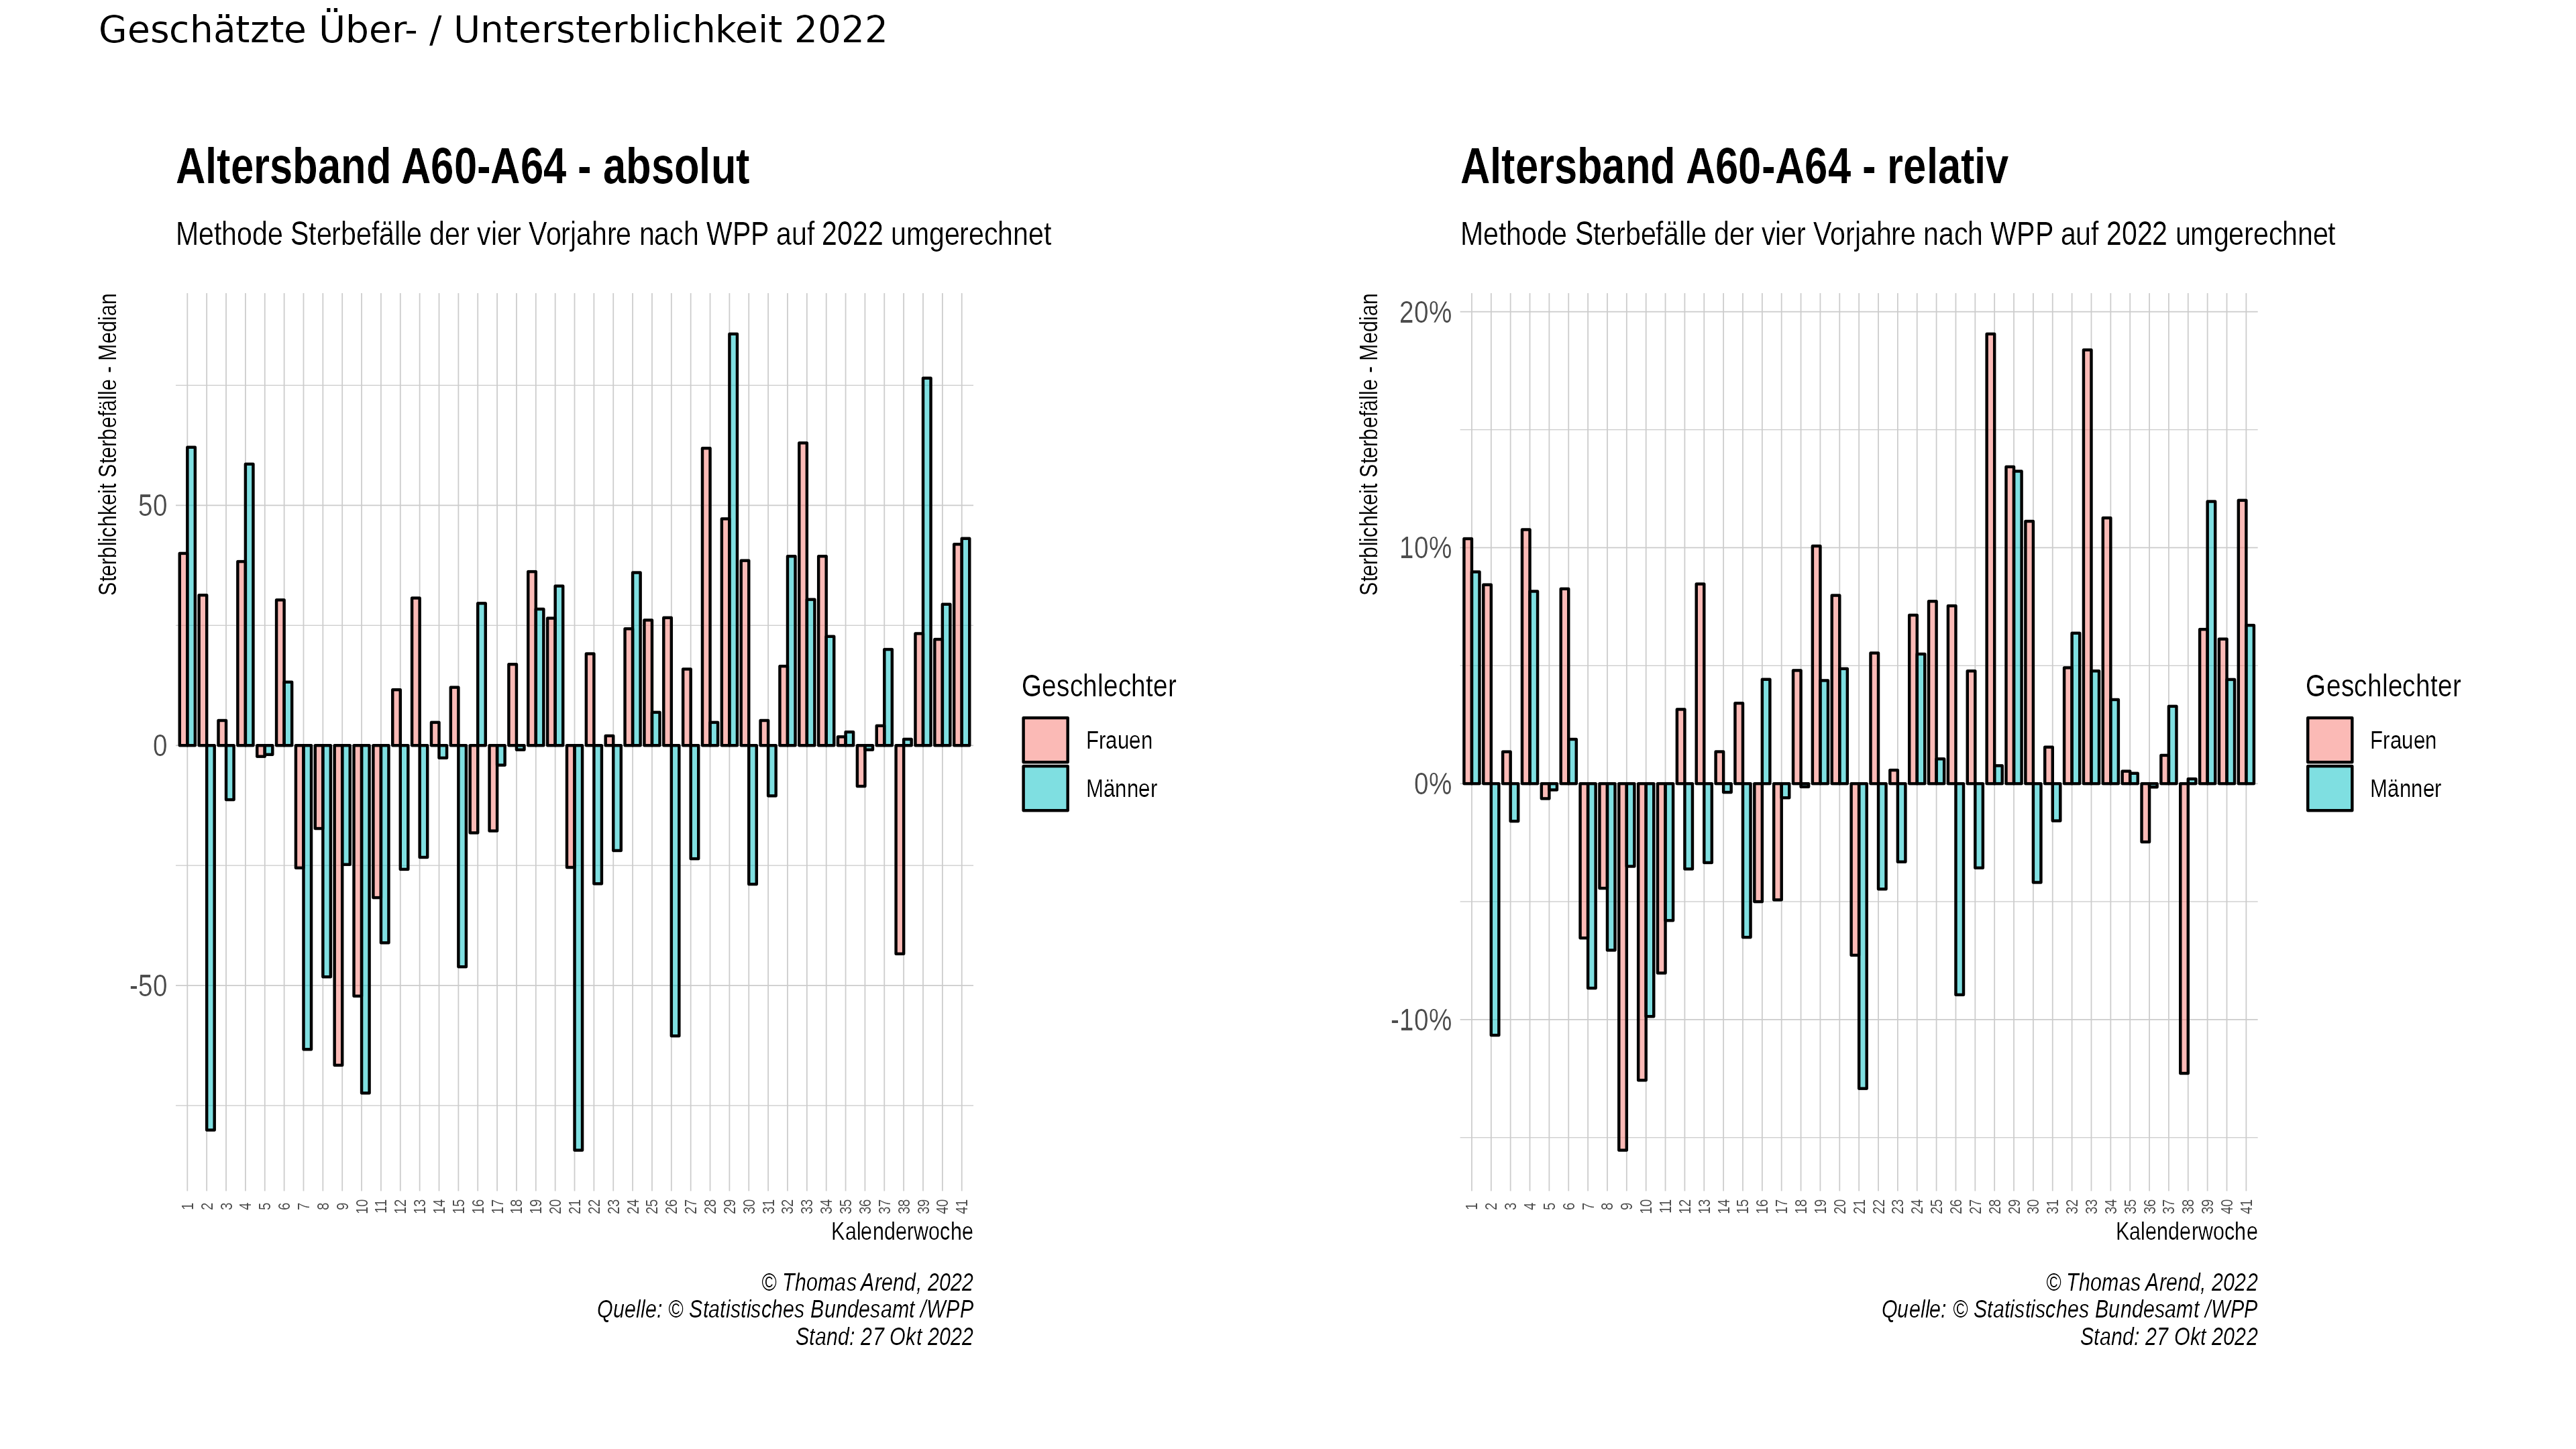 Geschätzte Über- / Untersterblichkeit 2022
Altersband A60-A64 - absolut
Methode Sterbefälle der vier Vorjahre nach WPP auf 2022 umgerechnet
Sterblichkeit Sterbefälle - Median
50
0
-50
1 2 3 4 5 6 7 8 9 10 11 12 13 14 15 16 17 18 19 20 21 22 23 24 25 26 27 28 29 30 31 32 33 34 35 36 37 38 39 40 41
Kalenderwoche
Geschlechter
Frauen
Männer
© Thomas Arend, 2022
Quelle: © Statistisches Bundesamt /WPP
Stand: 27 Okt 2022
Altersband A60-A64 - relativ
Methode Sterbefälle der vier Vorjahre nach WPP auf 2022 umgerechnet
Sterblichkeit Sterbefälle - Median
20%
10%
0%
-10%
1 2 3 4 5 6 7 8 9 10 11 12 13 14 15 16 17 18 19 20 21 22 23 24 25 26 27 28 29 30 31 32 33 34 35 36 37 38 39 40 41
Kalenderwoche
Geschlechter
Frauen
Männer
© Thomas Arend, 2022
Quelle: © Statistisches Bundesamt /WPP
Stand: 27 Okt 2022